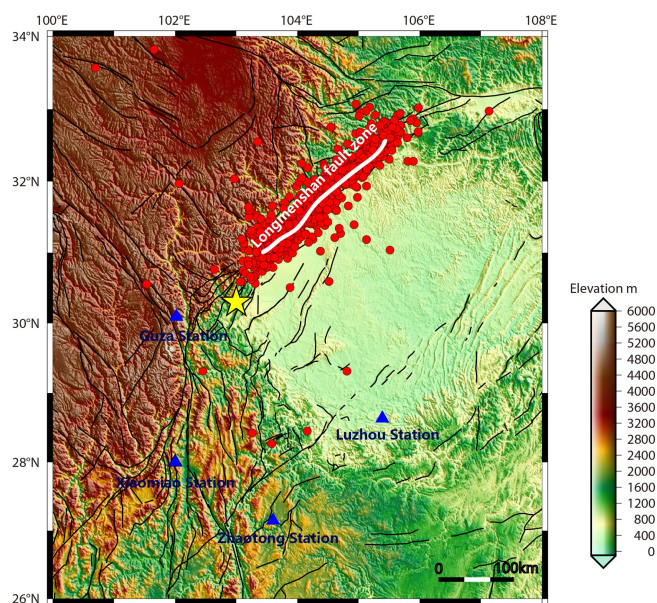 100°E 102°E 104°E 106°E 108°E
34°N
32°N
30°N
28°N
26°N
Longmenshan fault zone
Guza Station
Luzhou Station
Xiaomiao Station
Zhaotong Station
0 100km
Elevation m
6000
5600
5200
4800
4400
4000
3600
3200
2800
2400
2000
1600
1200
800
400
0